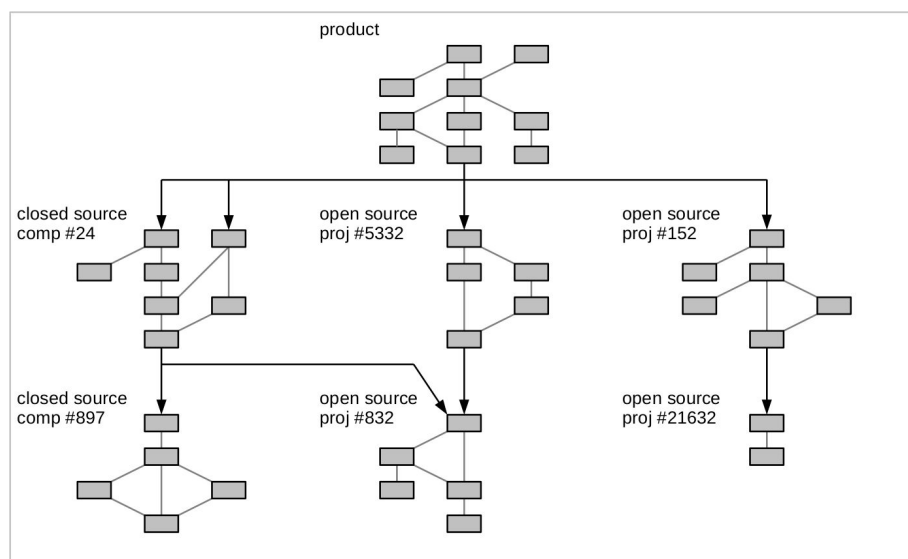 product
closed source
comp #24
open source
proj #5332
open source
proj #152
closed source
comp #897
open source
proj #832
open source
proj #21632